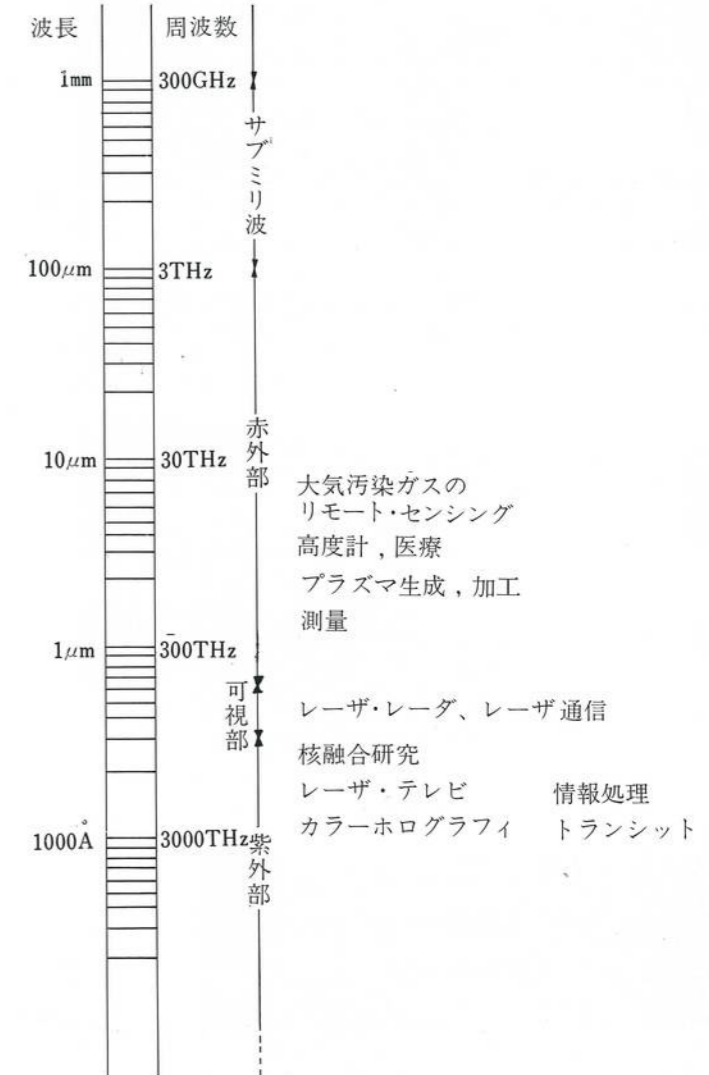 波長 周波数
1mm 300GHz
サブミリ波
100μm 3THz
赤外部
10μm 30THz
大気汚染ガスの
リモート・センシング
高度計，医療
プラズマ生成，加工
測量
1μm 300THz
可視部
レーザ・レーダ、レーザ通信
核融合研究
レーザ・テレビ 情報処理
カラーホログラフィ トランシット
1000Å 3000THz
紫外部